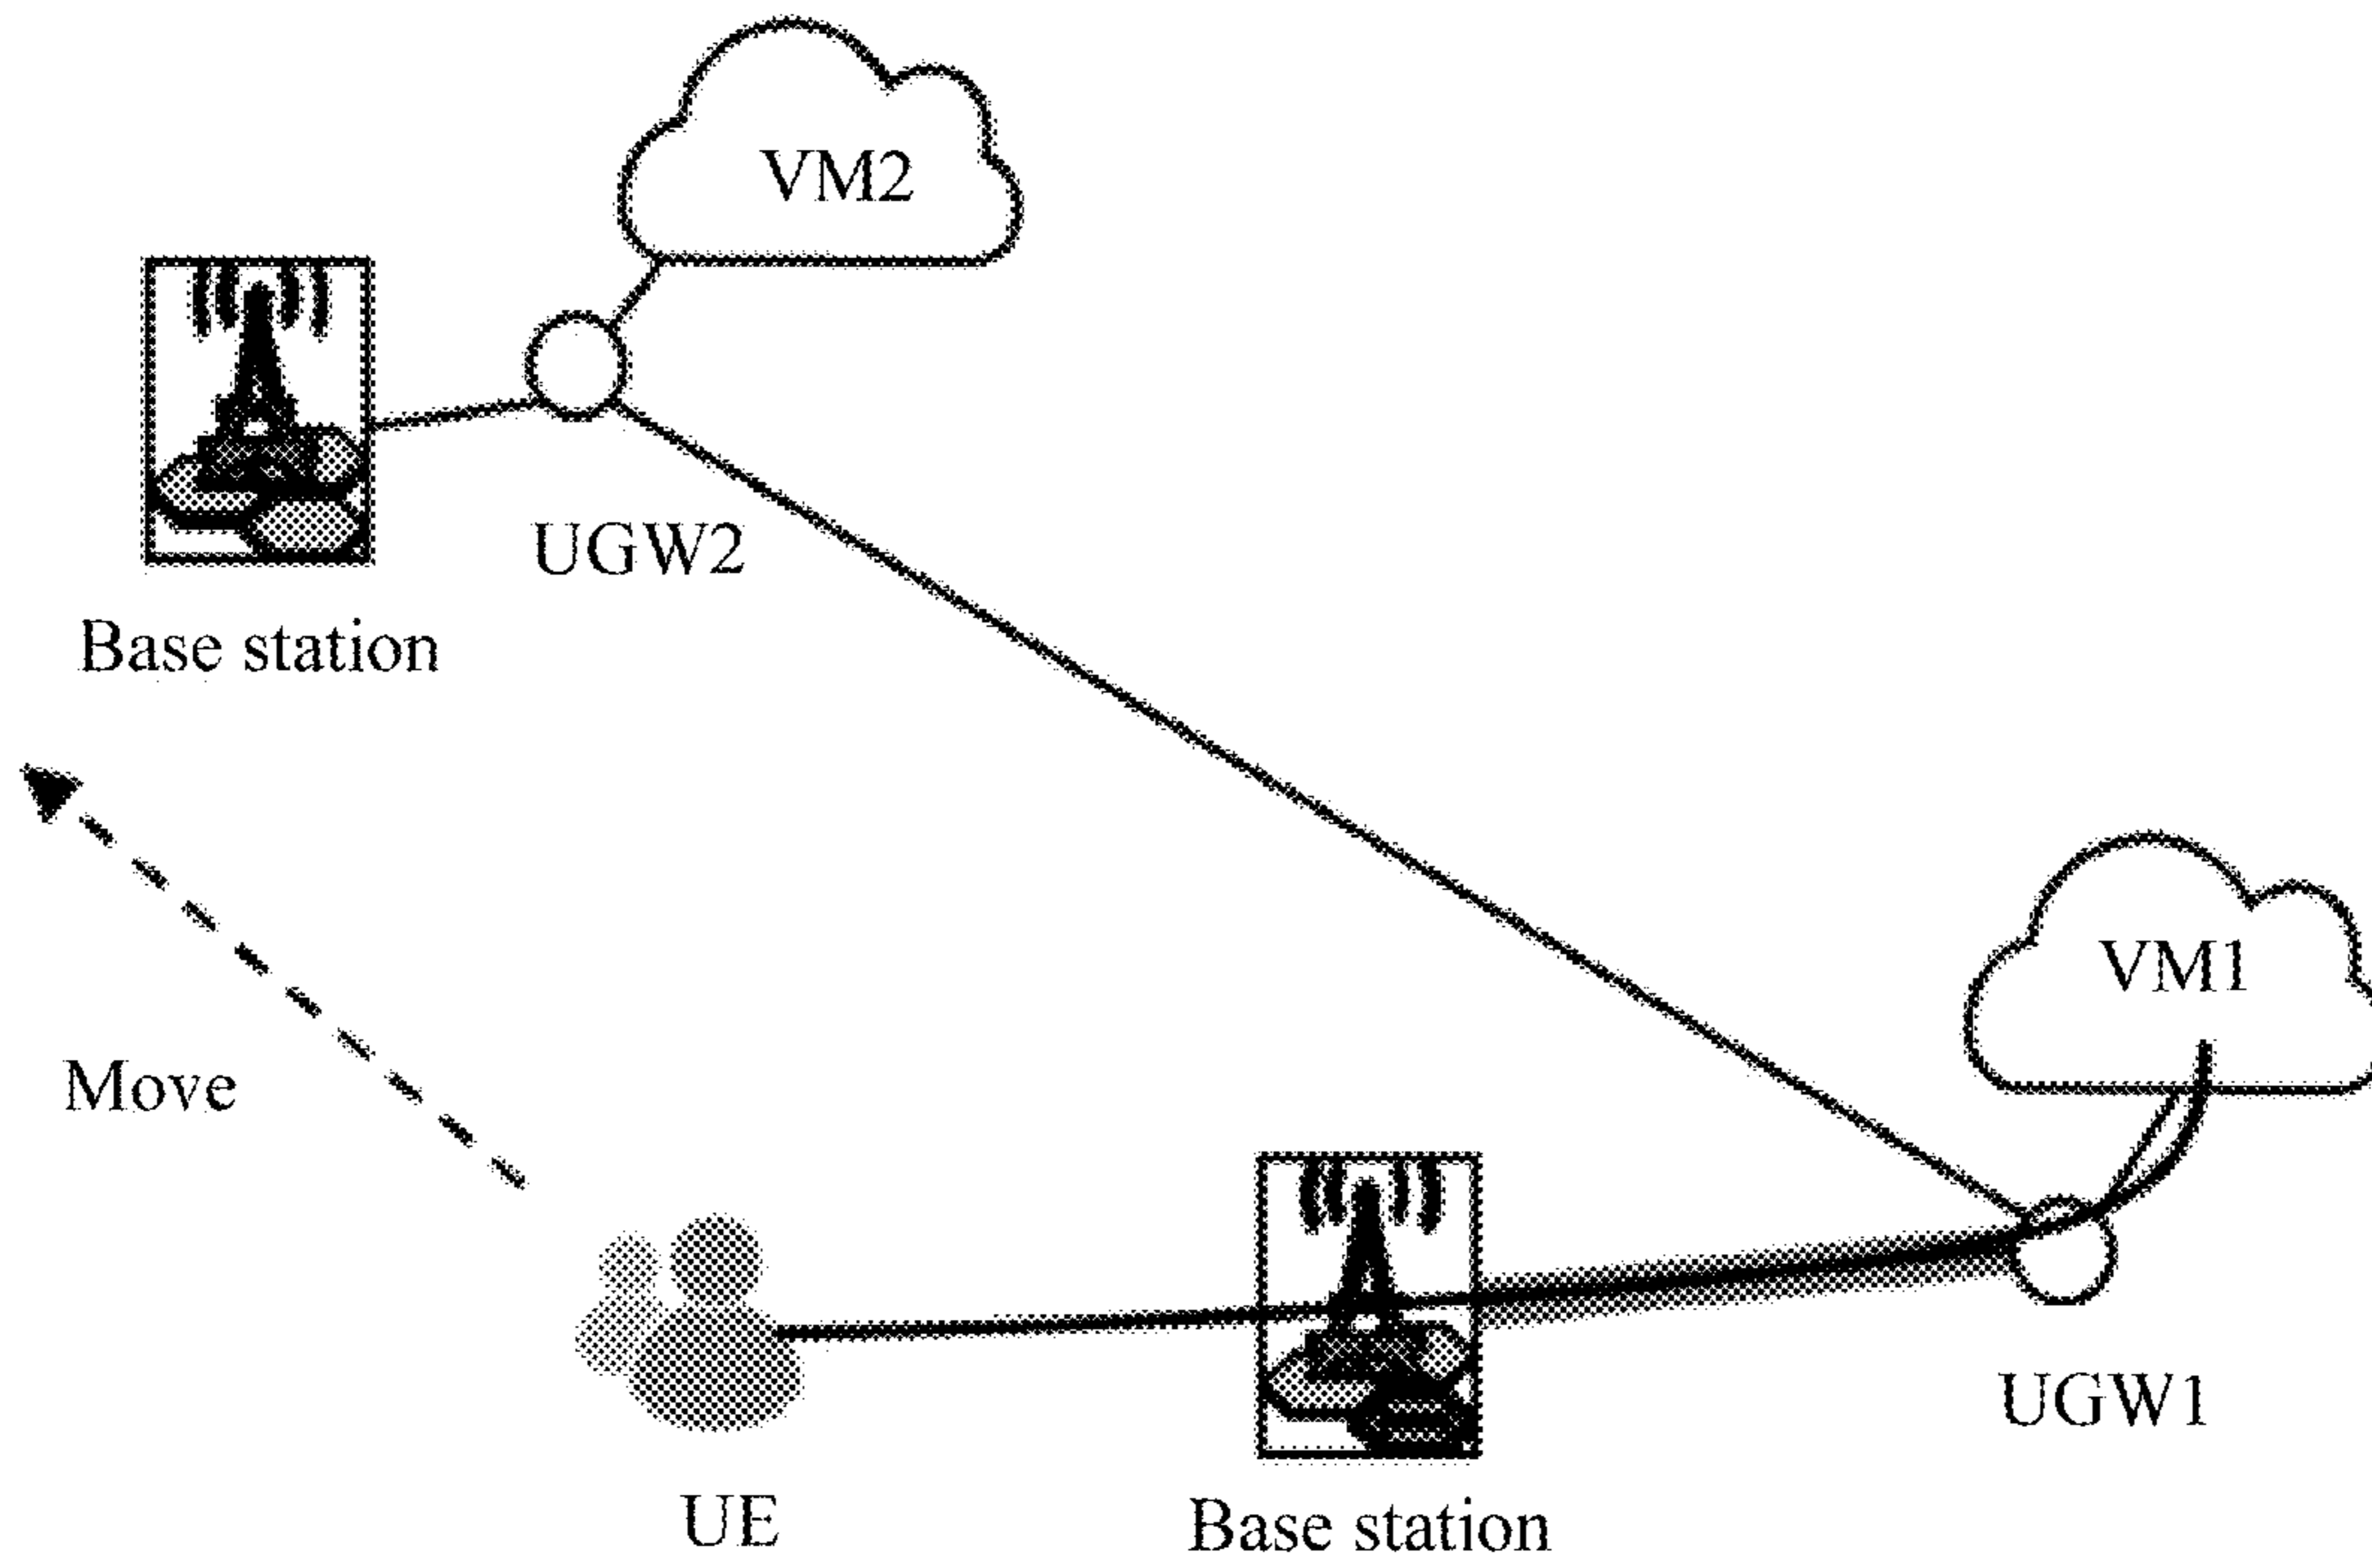 VM2
UGW2
Base station
VM1
Move
UGW1
UE
Base station